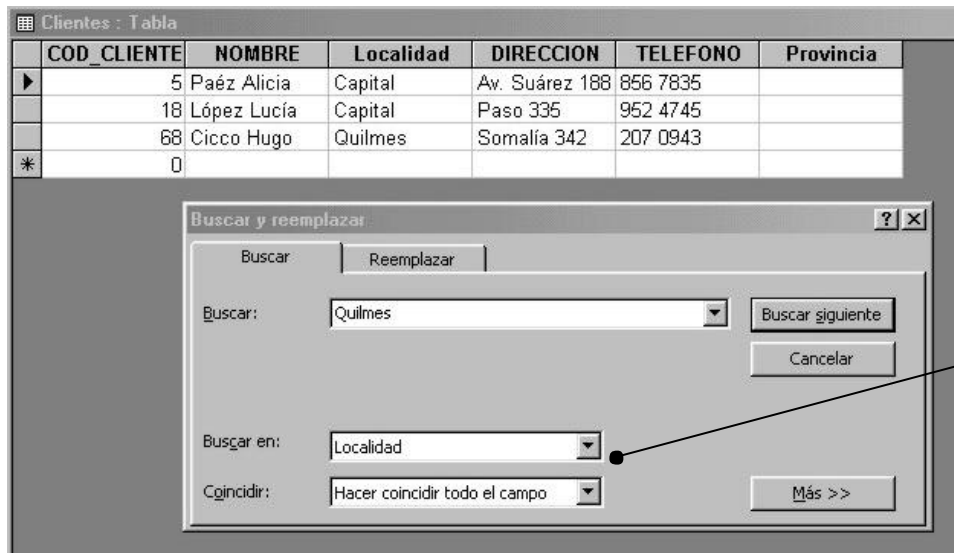 Clientes : Tabla
COD_CLIENTE NOMBRE Localidad DIRECCION TELEFONO Provincia
5 Paéz Alicia Capital Av. Suárez 188 856 7835
18 López Lucía Capital Paso 335 952 4745
68 Cicco Hugo Quilmes Somalía 342 207 0943
0
Buscar y reemplazar
Buscar Reemplazar
Buscar: Quilmes Buscar siguiente
Cancelar
Buscar en: Localidad
Coincidir: Hacer coincidir todo el campo Más >>